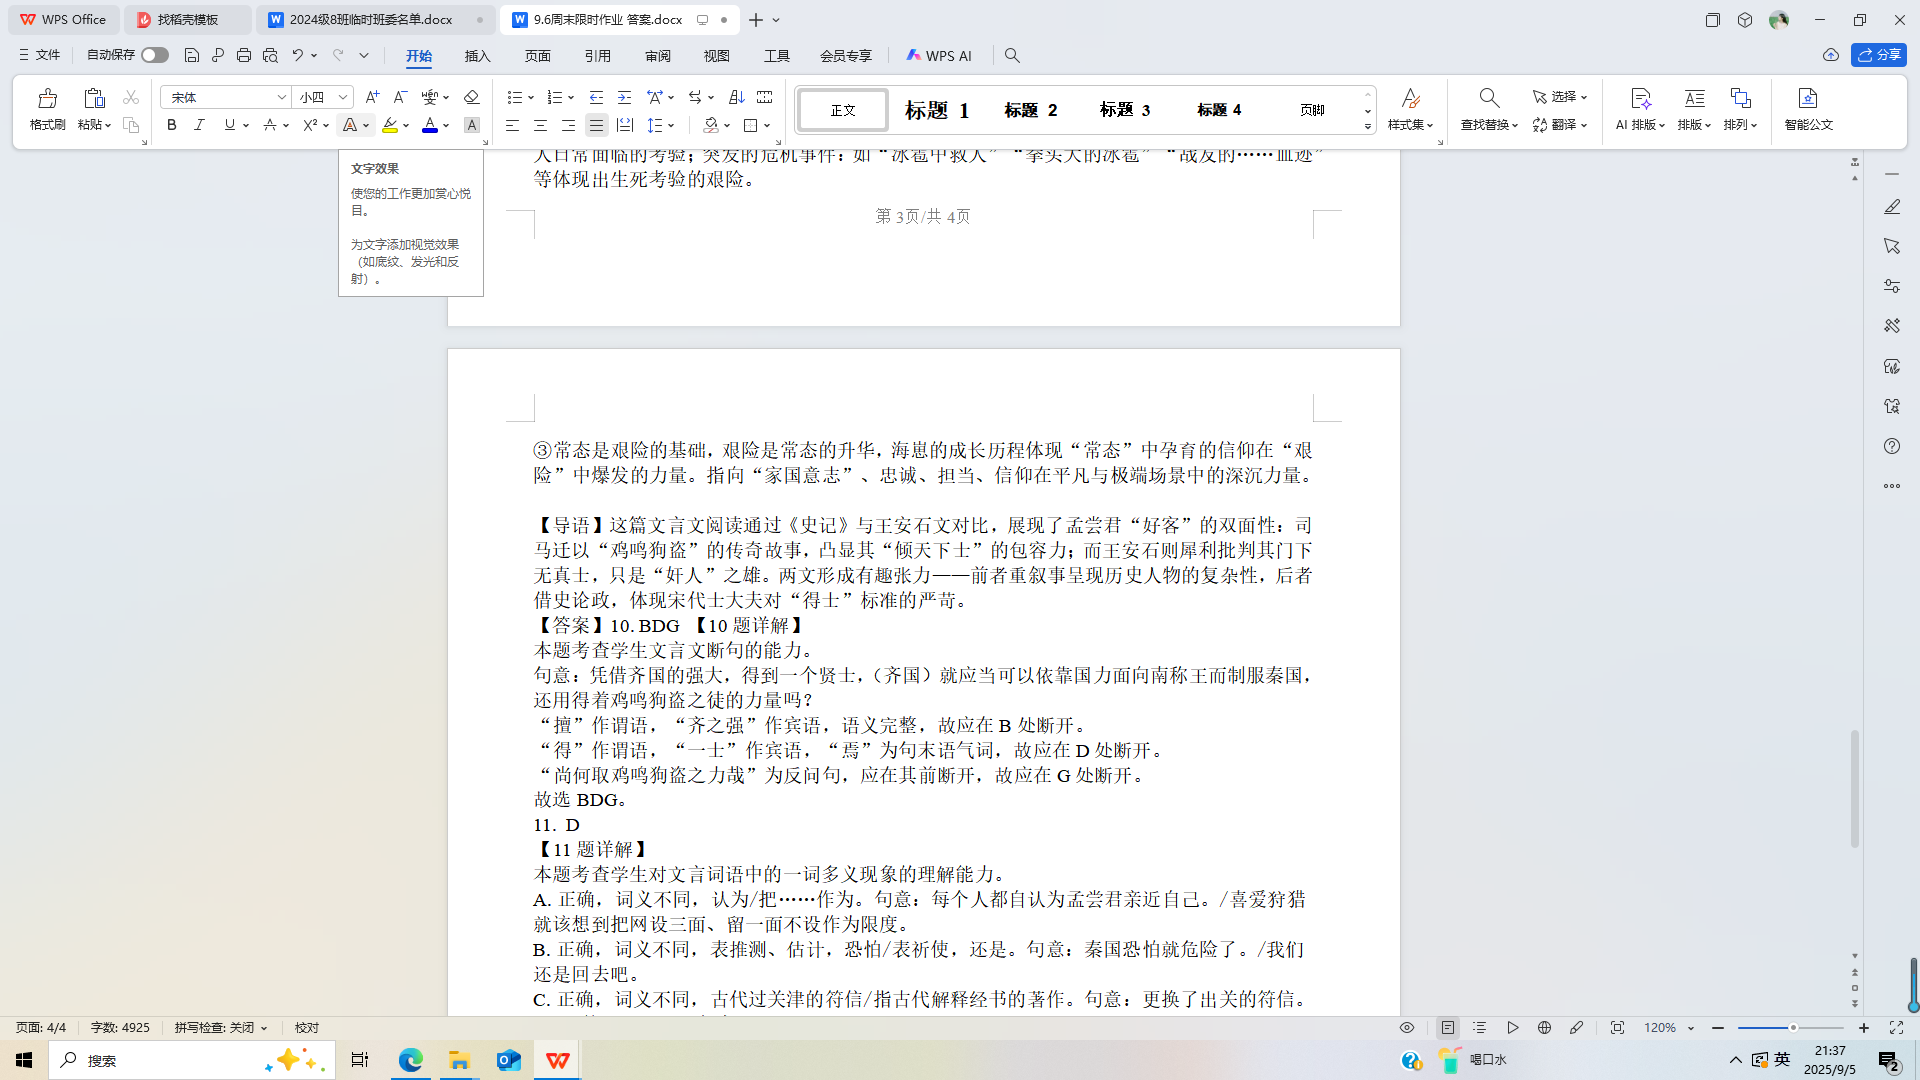 WPS Office
找稻壳模板
2024级8班临时班委名单.docx
9.6周末限时作业 答案.docx
文件
自动保存
开始
插入
页面
引用
审阅
视图
工具
会员专享
WPS AI
分享
格式刷
粘贴
宋体
小四
正文
标题 1
标题 2
标题 3
标题 4
页脚
样式集
查找替换
选择
翻译
AI 排版
排版
排列
智能公文
文字效果
使您的工作更加赏心悦
目。
为文字添加视觉效果
（如底纹、发光和反
射）。
人日常面临的考验；突发的危机事件：如“冰雹中救人”“拳头大的冰雹”“战友的……血迹”
等体现出生死考验的艰险。
第 3页/共 4页
③常态是艰险的基础，艰险是常态的升华，海崽的成长历程体现“常态”中孕育的信仰在“艰
险”中爆发的力量。指向“家国意志”、忠诚、担当、信仰在平凡与极端场景中的深沉力量。
【导语】这篇文言文阅读通过《史记》与王安石文对比，展现了孟尝君“好客”的双面性：司
马迁以“鸡鸣狗盗”的传奇故事，凸显其“倾天下士”的包容力；而王安石则犀利批判其门下
无真士，只是“奸人”之雄。两文形成有趣张力——前者重叙事呈现历史人物的复杂性，后者
借史论政，体现宋代士大夫对“得士”标准的严苛。
【答案】10. BDG 【10 题详解】
本题考查学生文言文断句的能力。
句意：凭借齐国的强大，得到一个贤士，（齐国）就应当可以依靠国力面向南称王而制服秦国，
还用得着鸡鸣狗盗之徒的力量吗？
“擅”作谓语，“齐之强”作宾语，语义完整，故应在 B 处断开。
“得”作谓语，“一士”作宾语，“焉”为句末语气词，故应在 D 处断开。
“尚何取鸡鸣狗盗之力哉”为反问句，应在其前断开，故应在 G 处断开。
故选 BDG。
11. D
【11 题详解】
本题考查学生对文言词语中的一词多义现象的理解能力。
A. 正确，词义不同，认为/把……作为。句意：每个人都自认为孟尝君亲近自己。/喜爱狩猎
就该想到把网设三面、留一面不设作为限度。
B. 正确，词义不同，表推测、估计，恐怕/表祈使，还是。句意：秦国恐怕就危险了。/我们
还是回去吧。
C. 正确，词义不同，古代过关津的符信/指古代解释经书的著作。句意：更换了出关的符信。
页面: 4/4
字数: 4925
拼写检查: 关闭
校对
120%
搜索
喝口水
英
21:37
2025/9/5
2